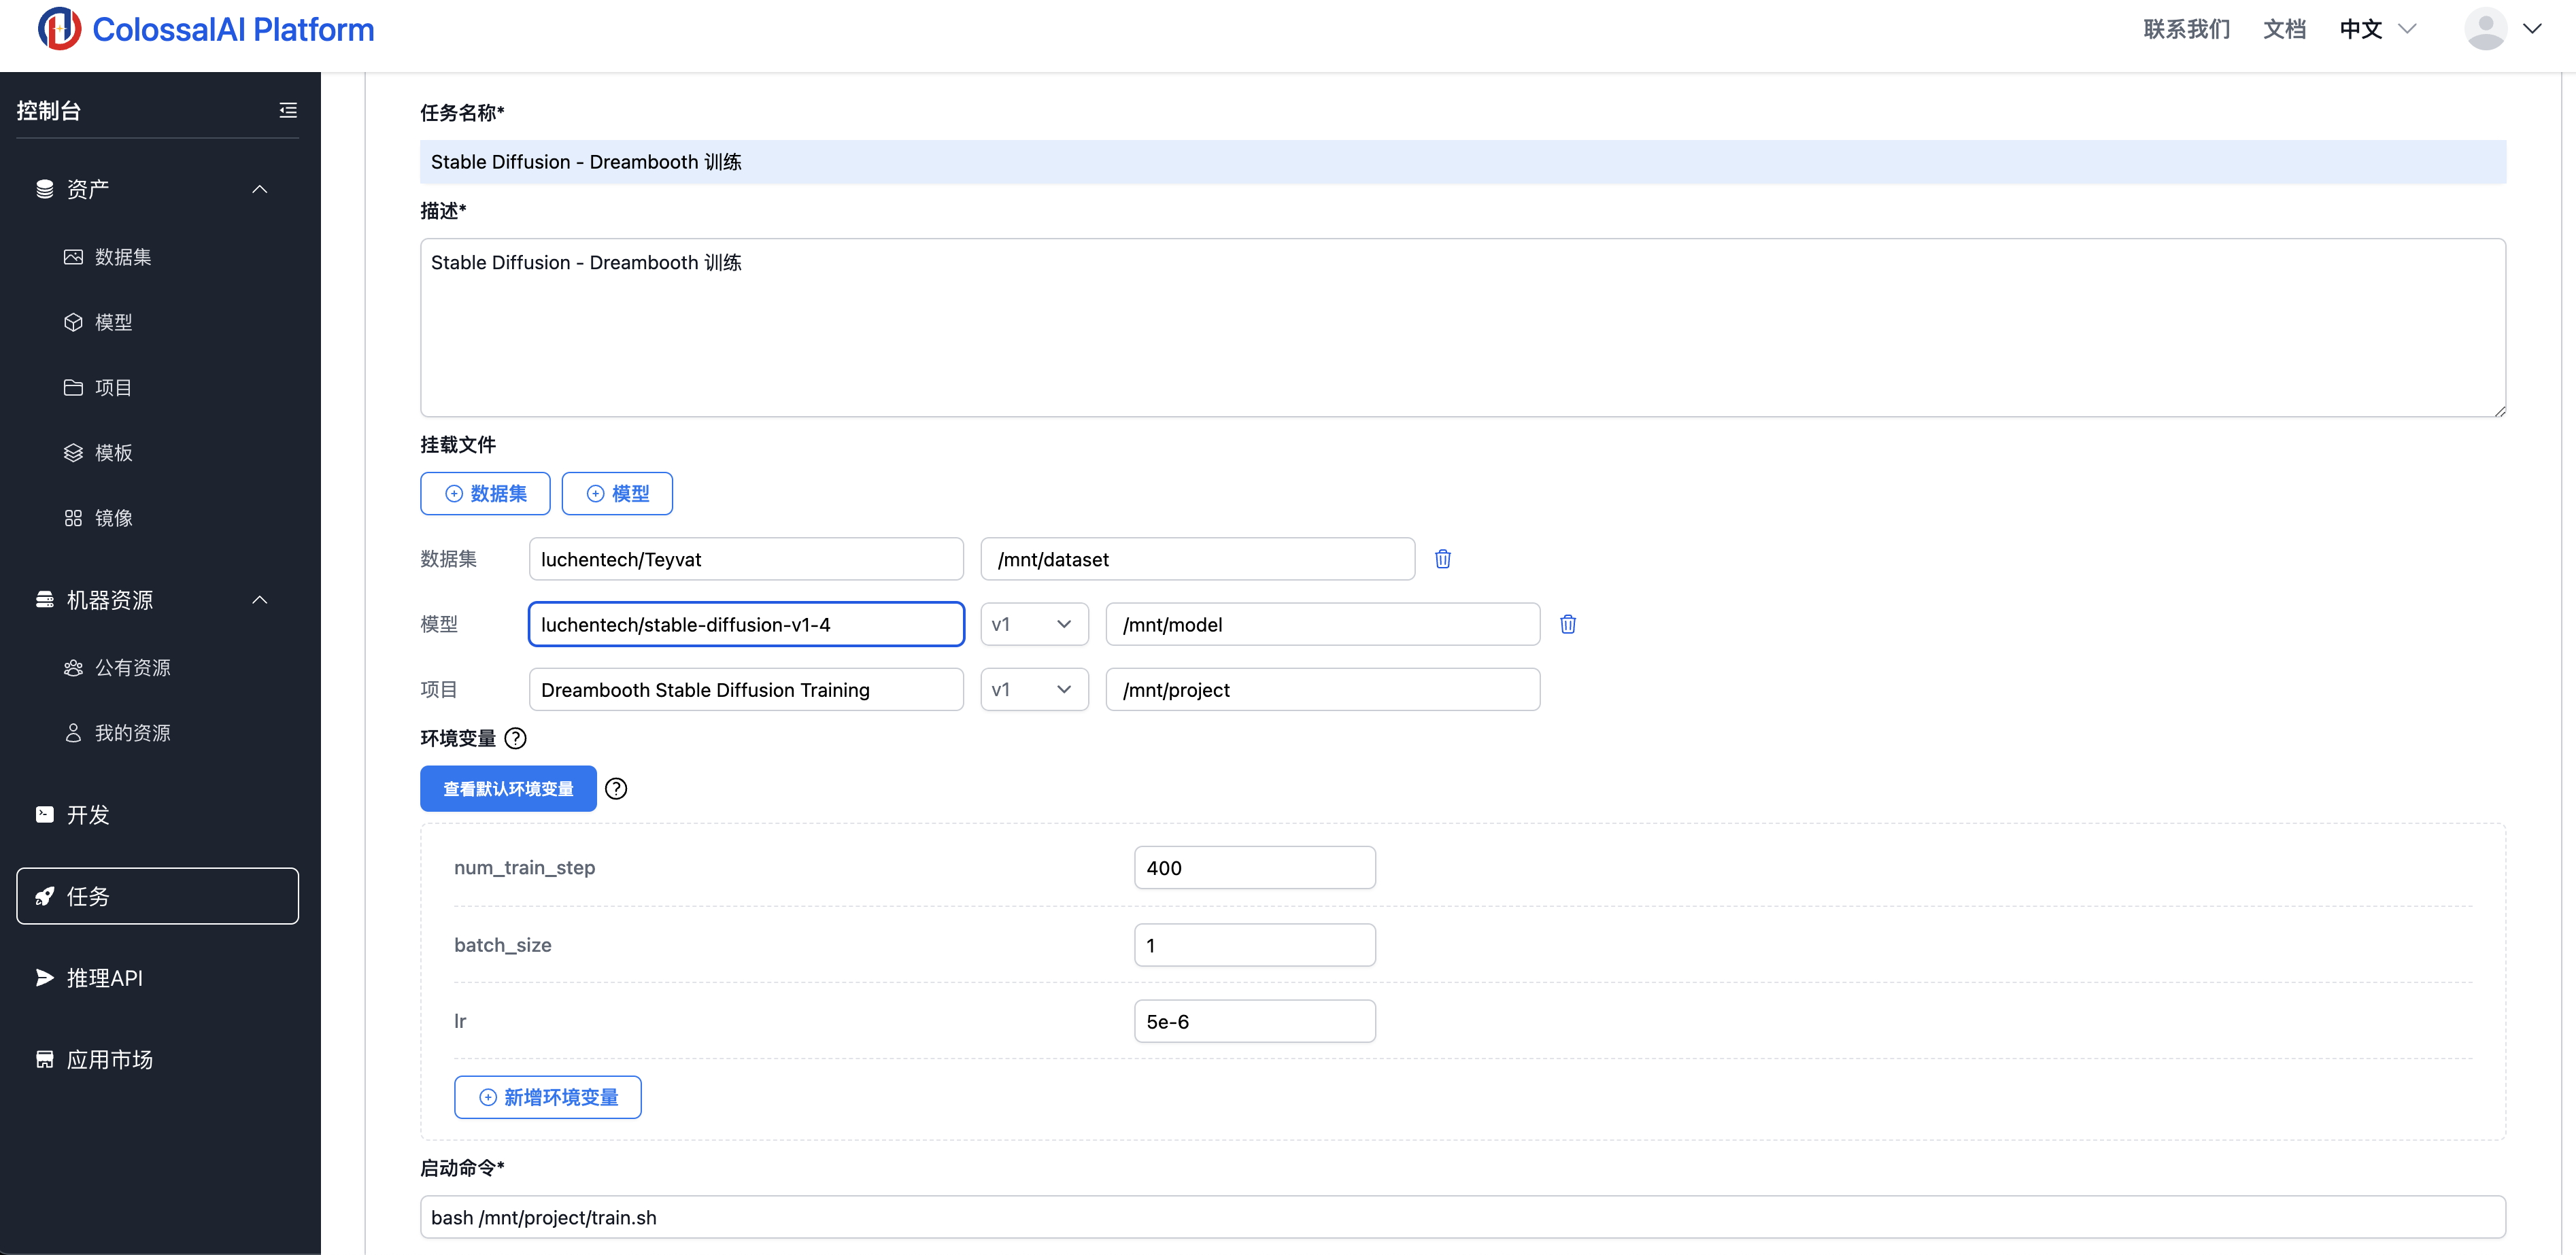 ColossalAI Platform
联系我们 文档 中文
控制台
资产
数据集
模型
项目
模板
镜像
机器资源
公有资源
我的资源
开发
任务
推理API
应用市场
任务名称*
Stable Diffusion - Dreambooth 训练
描述*
Stable Diffusion - Dreambooth 训练
挂载文件
数据集 模型
数据集 luchentech/Teyvat /mnt/dataset
模型 luchentech/stable-diffusion-v1-4 v1 /mnt/model
项目 Dreambooth Stable Diffusion Training v1 /mnt/project
环境变量 ?
查看默认环境变量 ?
num_train_step 400
batch_size 1
lr 5e-6
新增环境变量
启动命令*
bash /mnt/project/train.sh